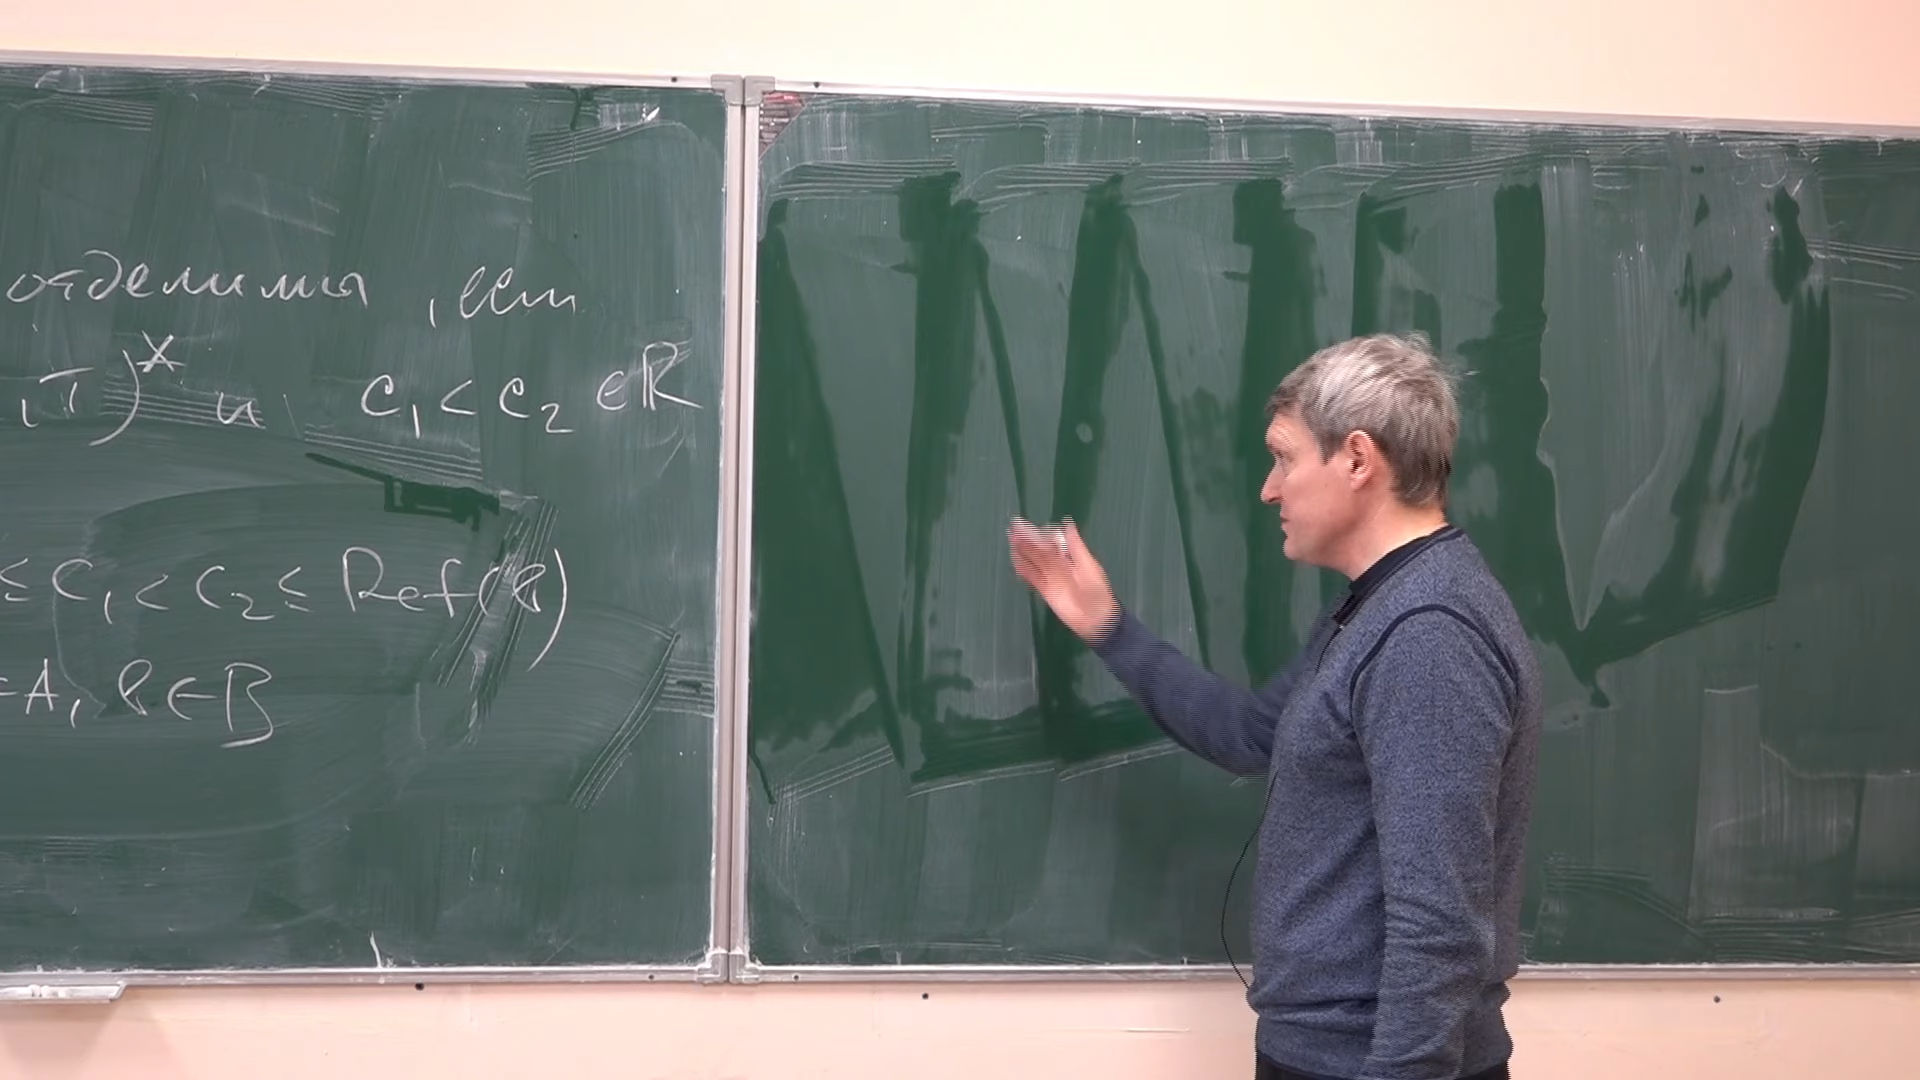 отделимы, если
, τ)* и c₁ < c₂ ∈ ℝ
≤ c₁ < c₂ ≤ Re f(b)
∈ A, b ∈ B